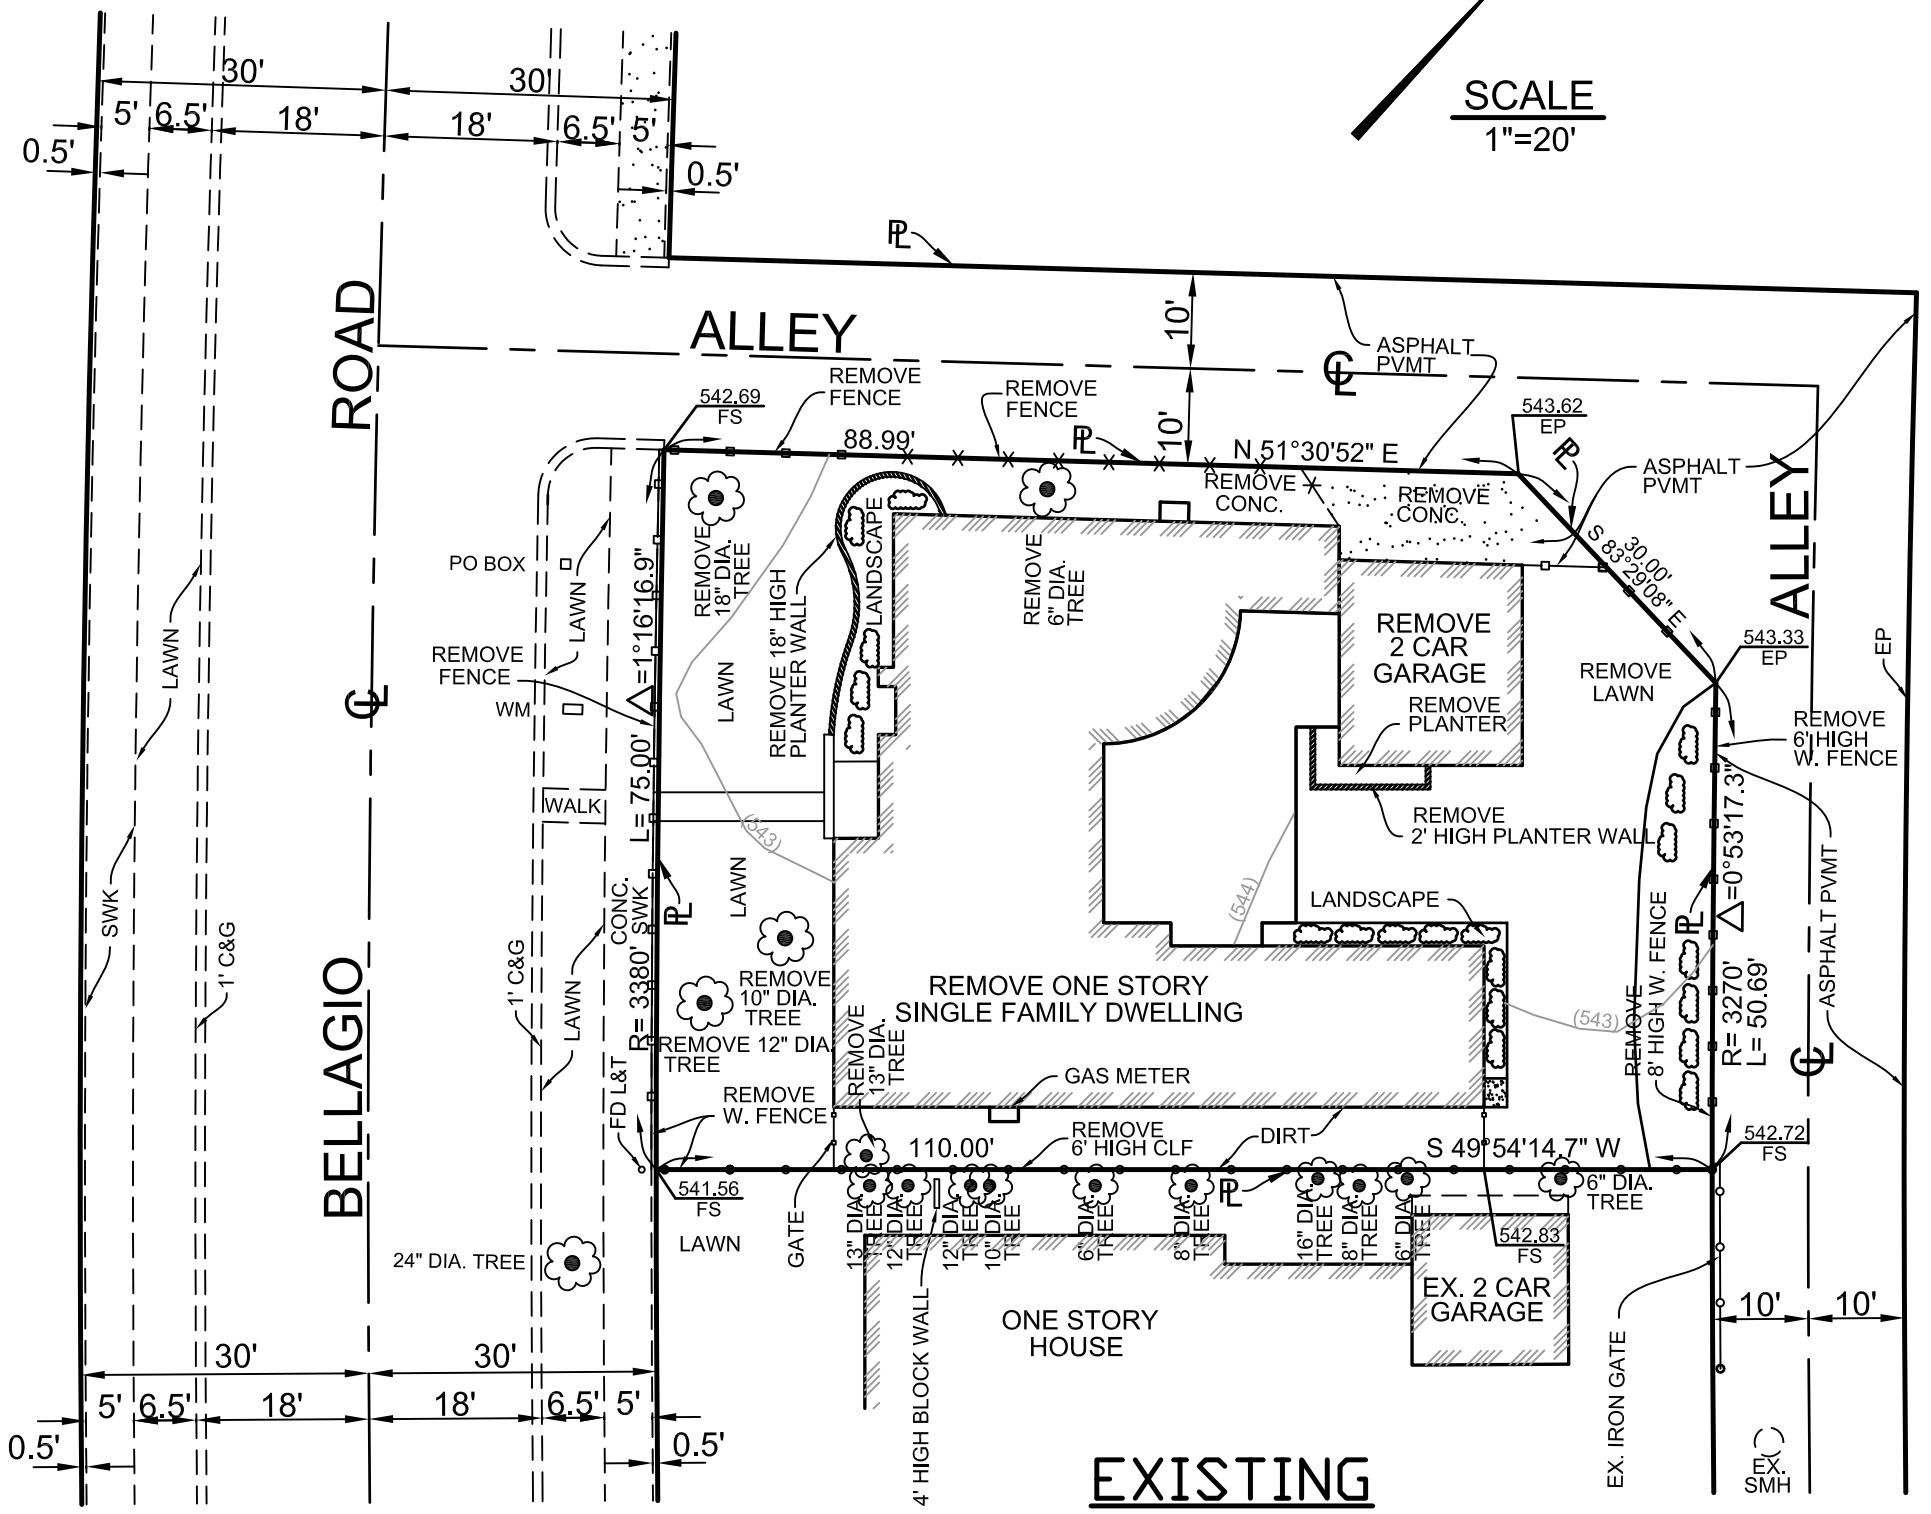 30'
30'
5' 6.5' 18'
18' 6.5' 5'
0.5'
0.5'
SCALE
1"=20'
PL
10'
ALLEY
ROAD
ASPHALT
PVMT
CL
REMOVE
FENCE
REMOVE
FENCE
542.69
FS
543.62
EP
10'
88.99'
PL
N 51°30'52" E
PL
ASPHALT
PVMT
ALLEY
REMOVE
CONC.
REMOVE
CONC.
REMOVE
18" DIA.
TREE
LANDSCAPE
REMOVE
6" DIA.
TREE
30.00'
S 83°29'08" E
PO BOX
LAWN
LAWN
REMOVE
FENCE
WM
△=1°16'16.9"
LAWN
REMOVE 18" HIGH
PLANTER WALL
REMOVE
2 CAR
GARAGE
REMOVE
PLANTER
543.33
EP
EP
REMOVE
LAWN
REMOVE
6' HIGH
W. FENCE
CL
L= 75.00'
WALK
(543)
REMOVE
2' HIGH PLANTER WALL
△=0°53'17.3"
ASPHALT PVMT
SWK
1' C&G
CONC.
SWK
PL
LAWN
(544)
LANDSCAPE
PL
REMOVE
8' HIGH W. FENCE
BELLAGIO
1' C&G
LAWN
R= 3380'
REMOVE
10" DIA.
TREE
REMOVE 12" DIA.
TREE
REMOVE
13" DIA.
TREE
REMOVE ONE STORY
SINGLE FAMILY DWELLING
(543)
R= 3270'
L= 50.69'
CL
FD L&T
REMOVE
W. FENCE
GAS METER
110.00'
REMOVE
6' HIGH CLF
DIRT
S 49°54'14.7" W
542.72
FS
541.56
FS
PL
6" DIA.
TREE
GATE
13" DIA.
TREE
12" DIA.
TREE
12" DIA.
TREE
10" DIA.
TREE
6" DIA.
TREE
8" DIA.
TREE
16" DIA.
TREE
8" DIA.
TREE
6" DIA.
TREE
542.83
FS
LAWN
24" DIA. TREE
4' HIGH BLOCK WALL
ONE STORY
HOUSE
EX. 2 CAR
GARAGE
EX. IRON GATE
10' 10'
30' 30'
5' 6.5' 18' 18' 6.5' 5'
0.5'
0.5'
EX.
SMH
EXISTING